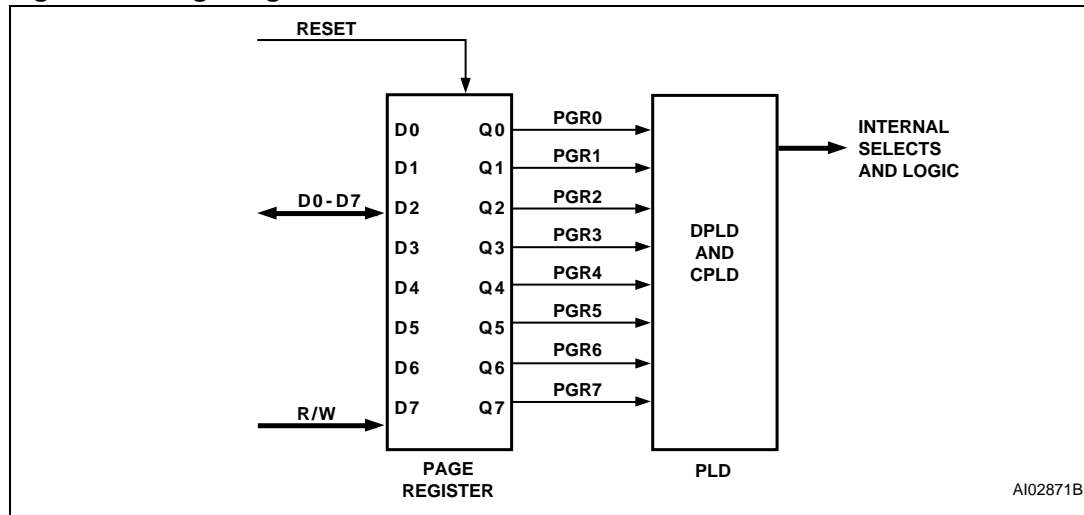 RESET
D0 Q0 PGR0
D1 Q1 PGR1
D0-D7 D2 Q2 PGR2
D3 Q3 PGR3
D4 Q4 PGR4
D5 Q5 PGR5
D6 Q6 PGR6
R/W D7 Q7 PGR7
DPLD
AND
CPLD
INTERNAL
SELECTS
AND LOGIC
PAGE
REGISTER
PLD
AI02871B